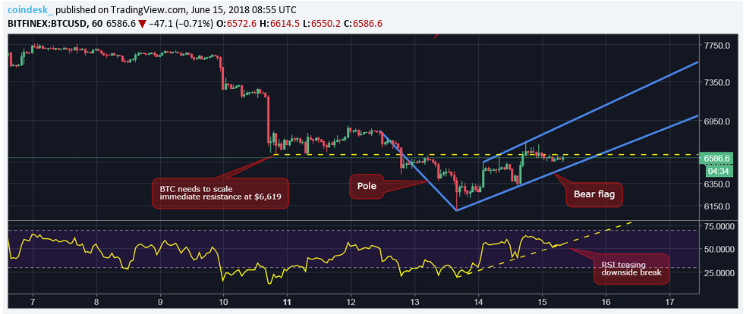 coindesk_ published on TradingView.com, June 15, 2018 08:55 UTC
BITFINEX:BTCUSD, 60 6586.6 ▼ −47.1 (−0.71%) O:6572.6 H:6614.5 L:6550.2 C:6586.6
7750.0
7350.0
6950.0
6586.6
04:34
6350.0
6150.0
BTC needs to scale
immediate resistance at $6,619
Pole
Bear flag
75.0000
50.0000
25.0000
RSI teasing
downside break
7 8 9 10 11 12 13 14 15 16 17